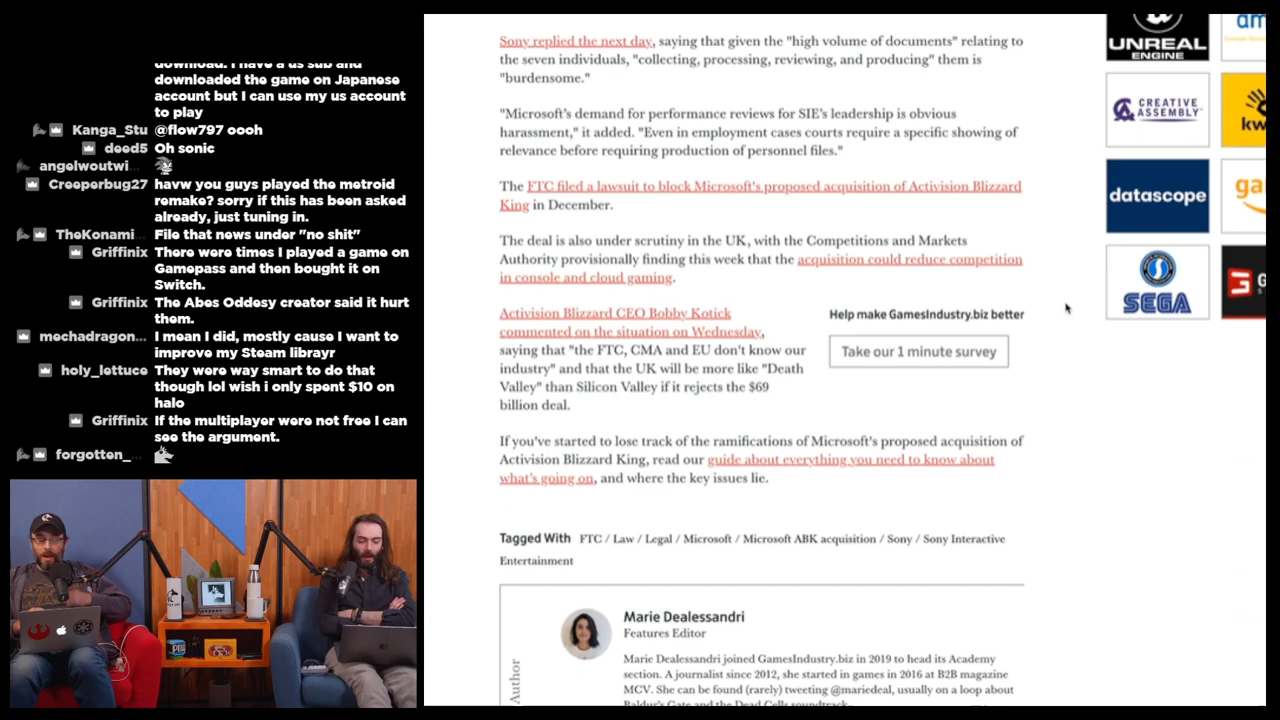 download. I have a us sub and
downloaded the game on Japanese
account but I can use my us account
to play
Kanga_Stu @flow797 oooh
deed5 Oh sonic
angelwoutwi...
Creeperbug27 havw you guys played the metroid
remake? sorry if this has been asked
already, just tuning in.
TheKonami... File that news under "no shit"
Griffinix There were times I played a game on
Gamepass and then bought it on
Switch.
Griffinix The Abes Oddesy creator said it hurt
them.
mechadragon... I mean I did, mostly cause I want to
improve my Steam librayr
holy_lettuce They were way smart to do that
though lol wish i only spent $10 on
halo
Griffinix If the multiplayer were not free I can
see the argument.
forgotten_...
Sony replied the next day, saying that given the "high volume of documents" relating to
the seven individuals, "collecting, processing, reviewing, and producing" them is
"burdensome."
"Microsoft's demand for performance reviews for SIE's leadership is obvious
harassment," it added. "Even in employment cases courts require a specific showing of
relevance before requiring production of personnel files."
The FTC filed a lawsuit to block Microsoft's proposed acquisition of Activision Blizzard
King in December.
The deal is also under scrutiny in the UK, with the Competitions and Markets
Authority provisionally finding this week that the acquisition could reduce competition
in console and cloud gaming.
Activision Blizzard CEO Bobby Kotick
commented on the situation on Wednesday,
saying that "the FTC, CMA and EU don't know our
industry" and that the UK will be more like "Death
Valley" than Silicon Valley if it rejects the $69
billion deal.
Help make GamesIndustry.biz better
Take our 1 minute survey
If you've started to lose track of the ramifications of Microsoft's proposed acquisition of
Activision Blizzard King, read our guide about everything you need to know about
what's going on, and where the key issues lie.
Tagged With FTC / Law / Legal / Microsoft / Microsoft ABK acquisition / Sony / Sony Interactive
Entertainment
Author
Marie Dealessandri
Features Editor
Marie Dealessandri joined GamesIndustry.biz in 2019 to head its Academy
section. A journalist since 2012, she started in games in 2016 at B2B magazine
MCV. She can be found (rarely) tweeting @mariedeal, usually on a loop about
Baldur's Gate and the Dead Cells soundtrack.
UNREAL
ENGINE
CREATIVE
ASSEMBLY
datascope
SEGA
am
kw
ga